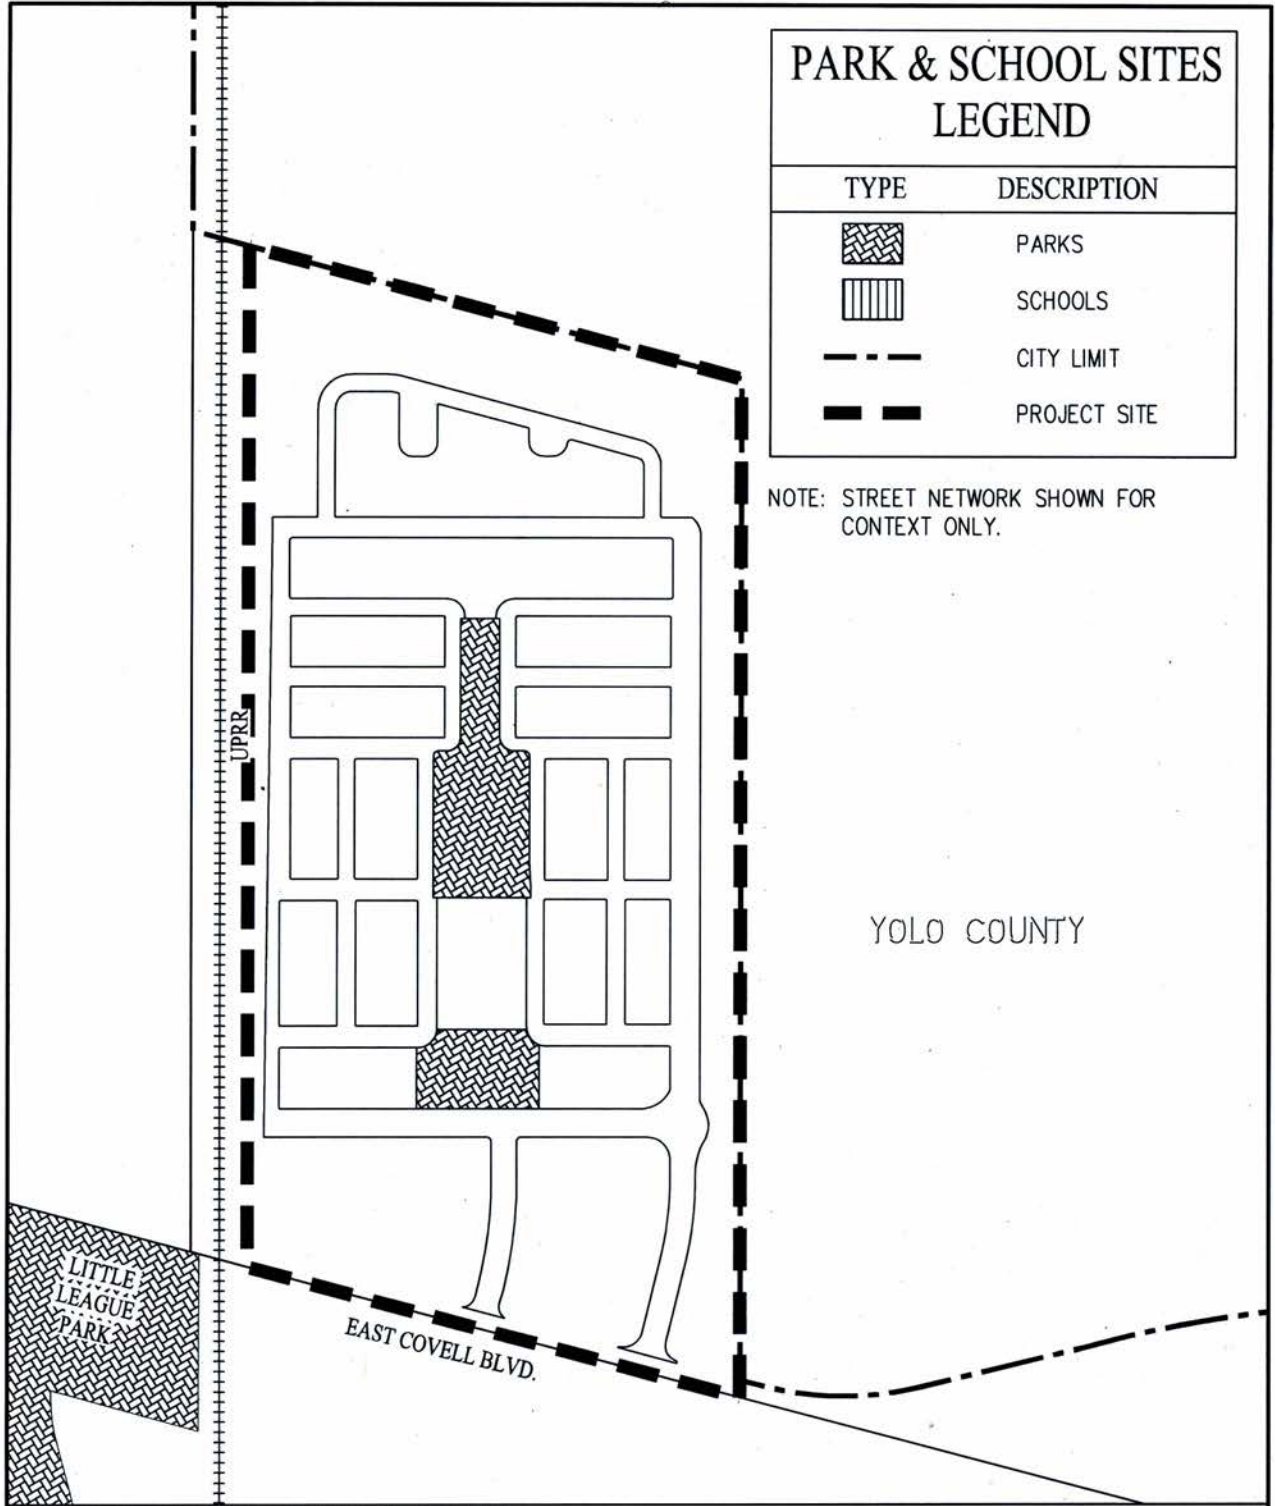 PARK & SCHOOL SITES
LEGEND
TYPE DESCRIPTION
PARKS
SCHOOLS
CITY LIMIT
PROJECT SITE
NOTE: STREET NETWORK SHOWN FOR
CONTEXT ONLY.
UPRR
YOLO COUNTY
LITTLE
LEAGUE
PARK
EAST COVELL BLVD.